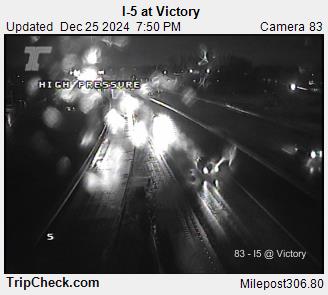 I-5 at Victory
Updated Dec 25 2024 7:50 PM Camera 83
HIGH PRESSURE
S
83 - I5 @ Victory
TripCheck.com Milepost306.80